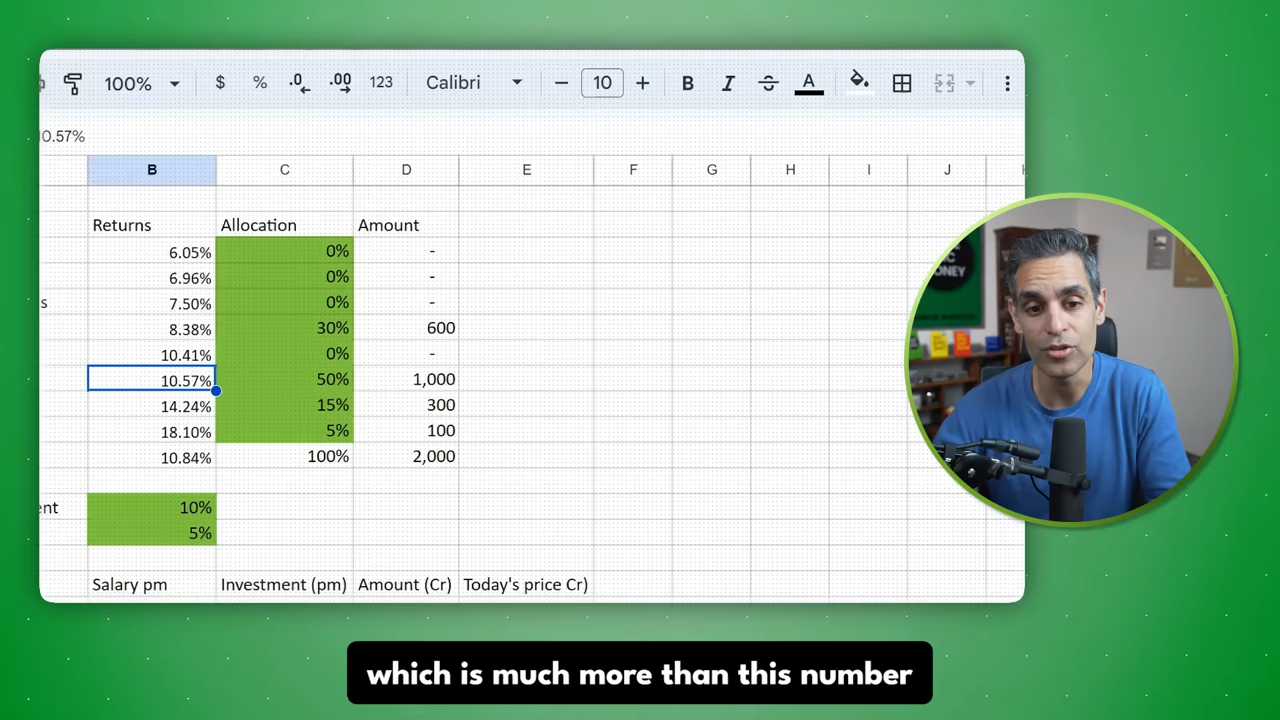 100% $ % .0 .00 123 Calibri 10 B I S A
10.57%
B C D E F G H I J
Returns Allocation Amount
6.05% 0% -
6.96% 0% -
s 7.50% 0% -
8.38% 30% 600
10.41% 0% -
10.57% 50% 1,000
14.24% 15% 300
18.10% 5% 100
10.84% 100% 2,000
ent 10%
5%
Salary pm Investment (pm) Amount (Cr) Today's price Cr)
ONEY
which is much more than this number